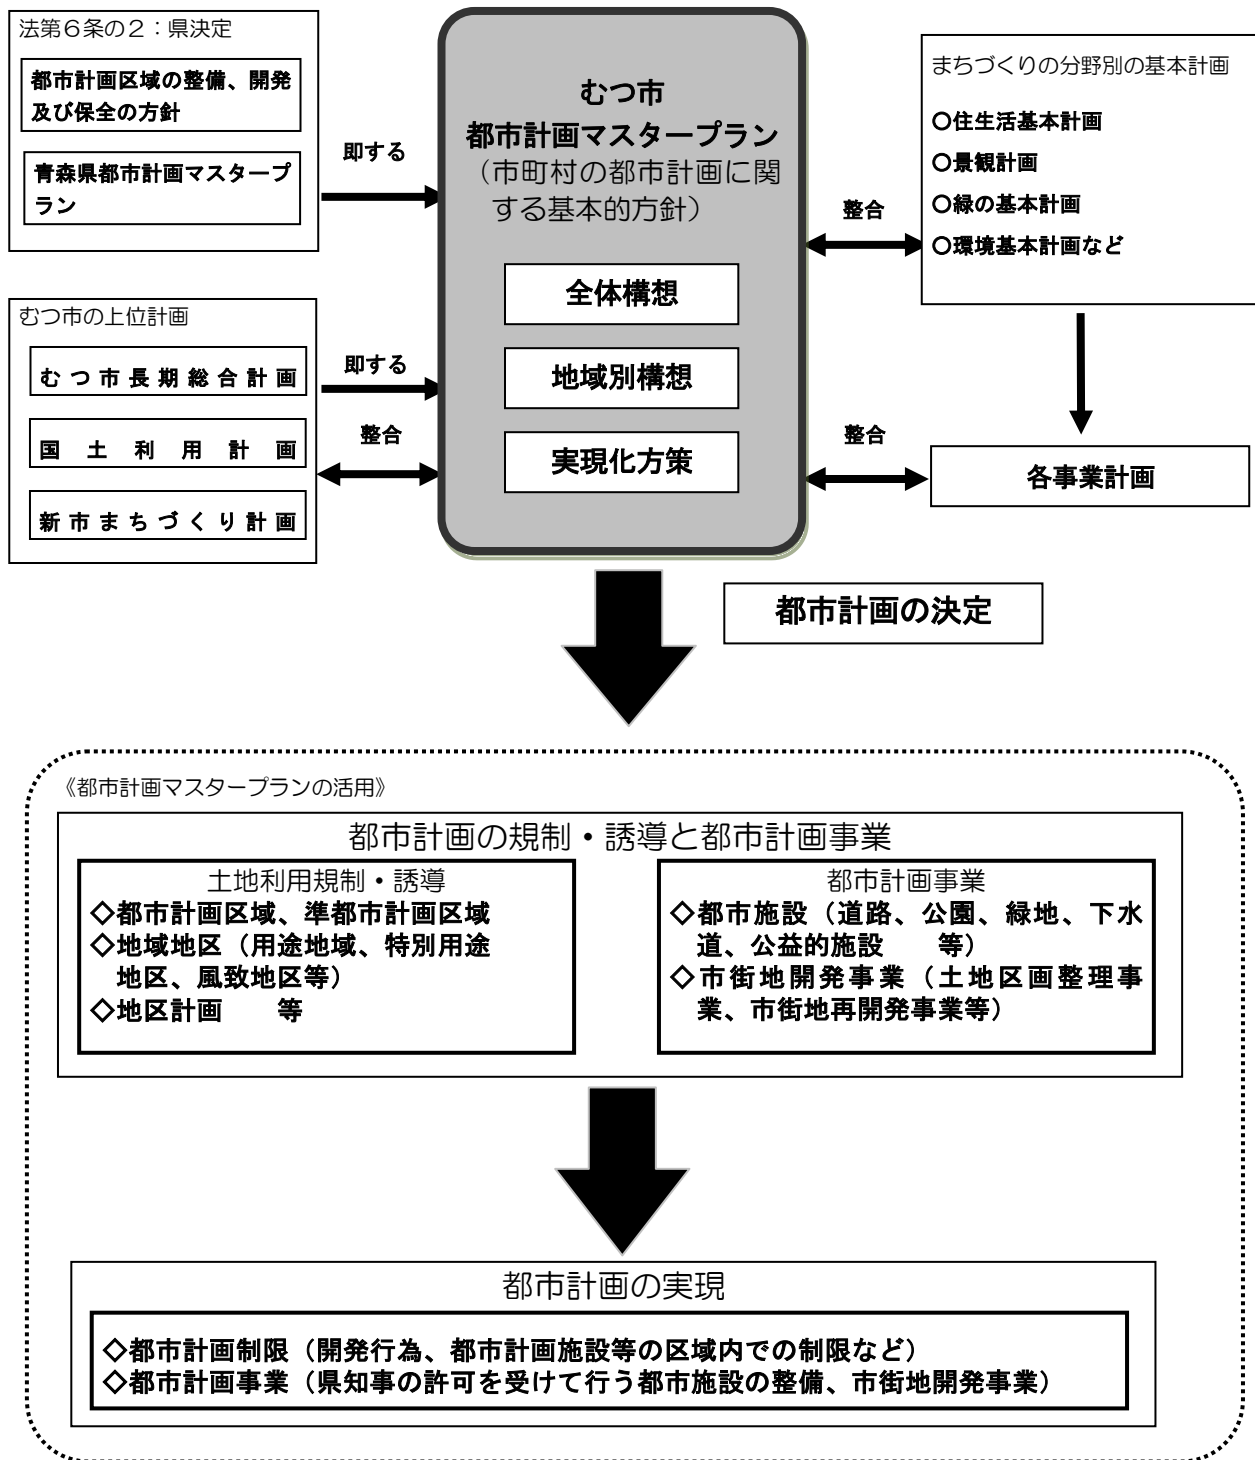 法第６条の２：県決定
都市計画区域の整備、開発
及び保全の方針
青森県都市計画マスタープ
ラン
即する
むつ市の上位計画
むつ市長期総合計画
国土利用計画
新市まちづくり計画
即する
整合
むつ市
都市計画マスタープラン
（市町村の都市計画に関
する基本的方針）
全体構想
地域別構想
実現化方策
整合
整合
まちづくりの分野別の基本計画
○住生活基本計画
○景観計画
○緑の基本計画
○環境基本計画など
各事業計画
都市計画の決定
《都市計画マスタープランの活用》
都市計画の規制・誘導と都市計画事業
土地利用規制・誘導
◇都市計画区域、準都市計画区域
◇地域地区（用途地域、特別用途
地区、風致地区等）
◇地区計画　　等
都市計画事業
◇都市施設（道路、公園、緑地、下水
道、公益的施設　　等）
◇市街地開発事業（土地区画整理事
業、市街地再開発事業等）
都市計画の実現
◇都市計画制限（開発行為、都市計画施設等の区域内での制限など）
◇都市計画事業（県知事の許可を受けて行う都市施設の整備、市街地開発事業）